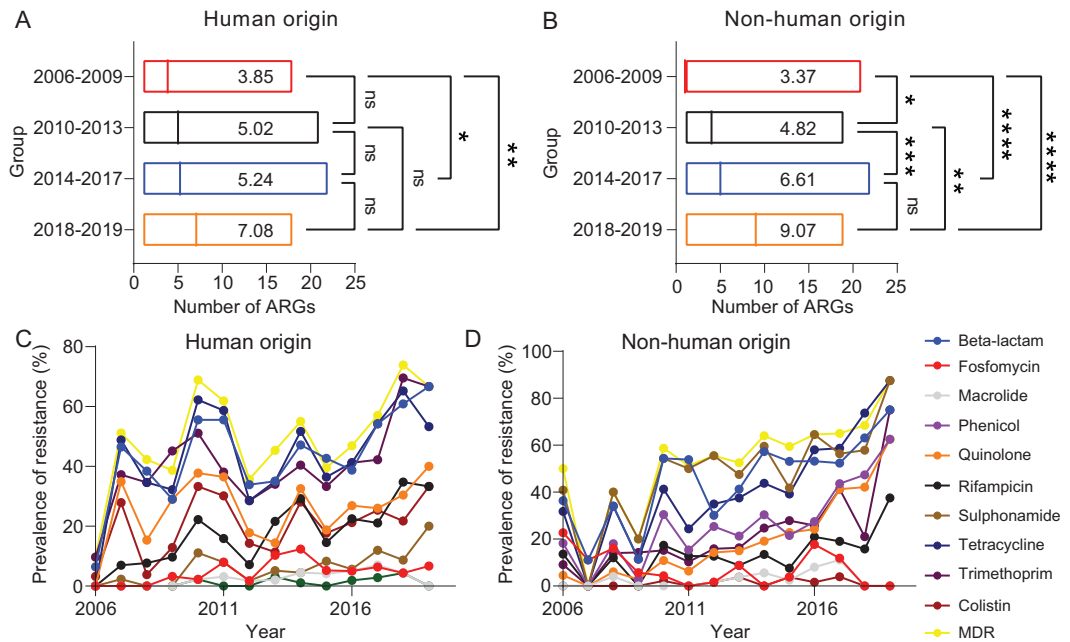 A
Human origin
2006-2009
2010-2013
2014-2017
2018-2019
Group
3.85
5.02
5.24
7.08
ns
ns
ns
ns
*
**
0 5 10 15 20 25
Number of ARGs
B
Non-human origin
2006-2009
2010-2013
2014-2017
2018-2019
Group
3.37
4.82
6.61
9.07
*
***
ns
**
****
****
0 5 10 15 20 25
Number of ARGs
C
Human origin
Prevalence of resistance (%)
80
60
40
20
0
2006 2011 2016
Year
D
Non-human origin
Prevalence of resistance (%)
100
80
60
40
20
0
2006 2011 2016
Year
Beta-lactam
Fosfomycin
Macrolide
Phenicol
Quinolone
Rifampicin
Sulphonamide
Tetracycline
Trimethoprim
Colistin
MDR